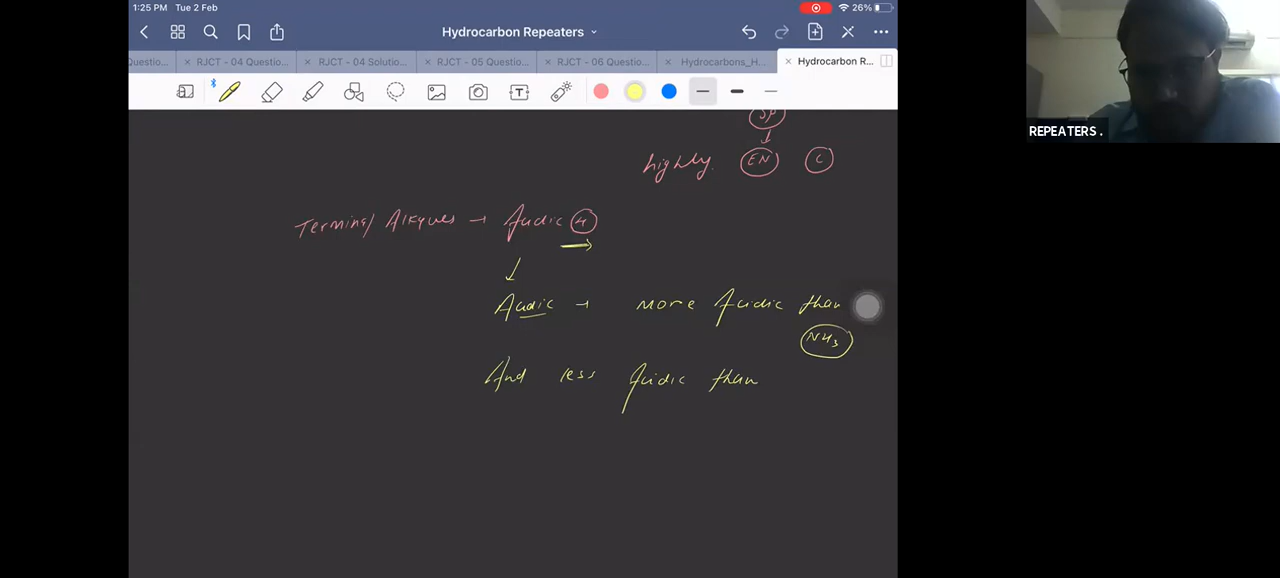 1:25 PM Tue 2 Feb
26%
Hydrocarbon Repeaters
Questio...
RJCT - 04 Questio...
RJCT - 04 Solutio...
RJCT - 05 Questio...
RJCT - 06 Questio...
Hydrocarbons_H...
Hydrocarbon R...
SP
highly. EN C
Terminal Alkynes → Acidic H
Acidic → More Acidic than
NH3
And less Acidic than
REPEATERS .